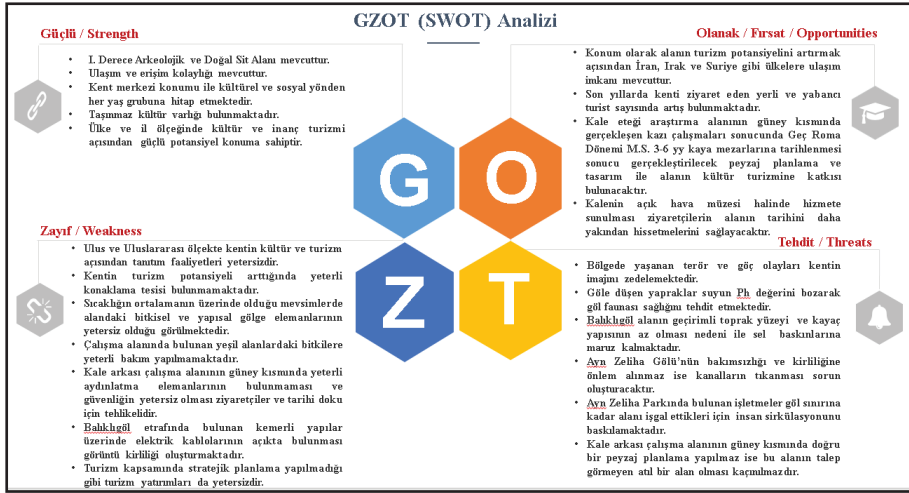 GZOT (SWOT) Analizi
Güçlü / Strength
• I. Derece Arkeolojik ve Doğal Sit Alanı mevcuttur.
• Ulaşım ve erişim kolaylığı mevcuttur.
• Kent merkezi konumu ile kültürel ve sosyal yönden
her yaş grubuna hitap etmektedir.
• Taşınmaz kültür varlığı bulunmaktadır.
• Ülke ve il ölçeğinde kültür ve inanç turizmi
açısından güçlü potansiyel konuma sahiptir.
Olanak / Fırsat / Opportunities
• Konum olarak alanın turizm potansiyelini artırmak
açısından İran, Irak ve Suriye gibi ülkelere ulaşım
imkanı mevcuttur.
• Son yıllarda kenti ziyaret eden yerli ve yabancı
turist sayısında artış bulunmaktadır.
• Kale eteği araştırma alanının güney kısmında
gerçekleşen kazı çalışmaları sonucunda Geç Roma
Dönemi M.S. 3-6 yy kaya mezarlarına tarihlenmesi
sonucu gerçekleştirilecek peyzaj planlama ve
tasarım ile alanın kültür turizmine katkısı
bulunacaktır.
• Kalenin açık hava müzesi halinde hizmete
sunulması ziyaretçilerin alanın tarihini daha
yakından hissetmelerini sağlayacaktır.
G
O
Z
T
Zayıf / Weakness
• Ulus ve Uluslararası ölçekte kentin kültür ve turizm
açısından tanıtım faaliyetleri yetersizdir.
• Kentin turizm potansiyeli arttığında yeterli
konaklama tesisi bulunmamaktadır.
• Sıcaklığın ortalamanın üzerinde olduğu mevsimlerde
alandaki bitkisel ve yapısal gölge elemanlarının
yetersiz olduğu görülmektedir.
• Çalışma alanında bulunan yeşil alanlardaki bitkilere
yeterli bakım yapılmamaktadır.
• Kale arkası çalışma alanının güney kısmında yeterli
aydınlatma elemanlarının bulunmaması ve
güvenliğin yetersiz olması ziyaretçiler ve tarihi doku
için tehlikelidir.
• Balıklıgöl etrafında bulunan kemerli yapılar
üzerinde elektrik kablolarının açıkta bulunması
görüntü kirliliği oluşturmaktadır.
• Turizm kapsamında stratejik planlama yapılmadığı
gibi turizm yatırımları da yetersizdir.
Tehdit / Threats
• Bölgede yaşanan terör ve göç olayları kentin
imajını zedelemektedir.
• Göle düşen yapraklar suyun Ph değerini bozarak
göl faunası sağlığını tehdit etmektedir.
• Balıklıgöl alanın geçirimli toprak yüzeyi ve kayaç
yapısının az olması nedeni ile sel baskınlarına
maruz kalmaktadır.
• Ayn Zeliha Gölü’nün bakımsızlığı ve kirliliğine
önlem alınmaz ise kanalların tıkanması sorun
oluşturacaktır.
• Ayn Zeliha Parkında bulunan işletmeler göl sınırına
kadar alanı işgal ettikleri için insan sirkülasyonunu
baskılamaktadır.
• Kale arkası çalışma alanının güney kısmında doğru
bir peyzaj planlama yapılmaz ise bu alanın talep
görmeyen atıl bir alan olması kaçınılmazdır.